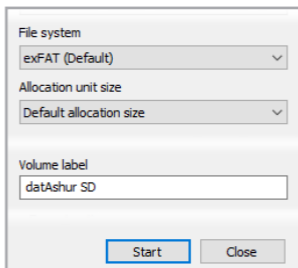 File system
exFAT (Default)
Allocation unit size
Default allocation size
Volume label
datAshur SD
Start Close